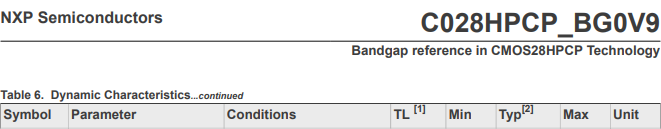 NXP Semiconductors
C028HPCP_BG0V9
Bandgap reference in CMOS28HPCP Technology
Table 6. Dynamic Characteristics...continued
Symbol Parameter Conditions TL [1] Min Typ[2] Max Unit